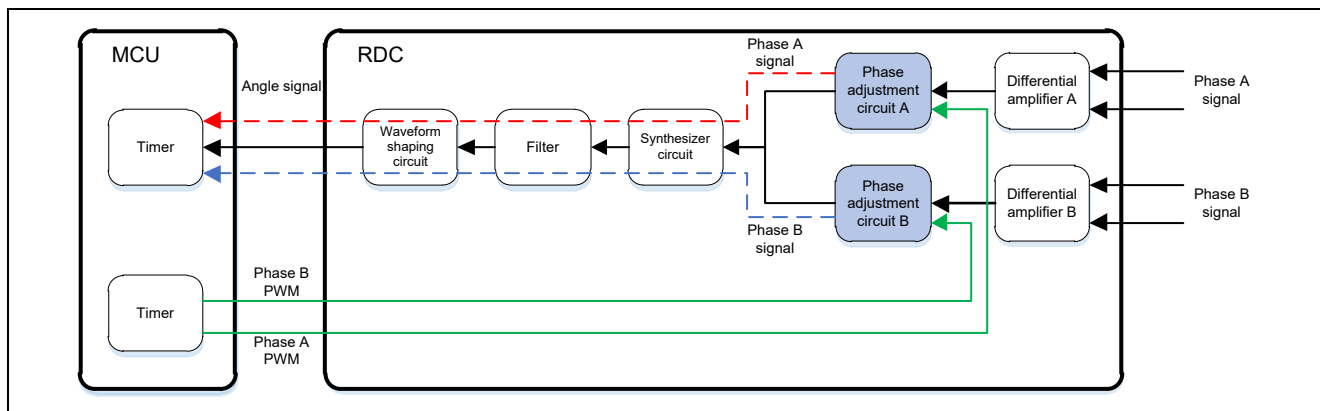 MCU
RDC
Angle signal
Timer
Waveform
shaping
circuit
Filter
Synthesizer
circuit
Phase A
signal
Phase
adjustment
circuit A
Differential
amplifier A
Phase A
signal
Phase
adjustment
circuit B
Differential
amplifier B
Phase B
signal
Phase B
signal
Timer
Phase B
PWM
Phase A
PWM